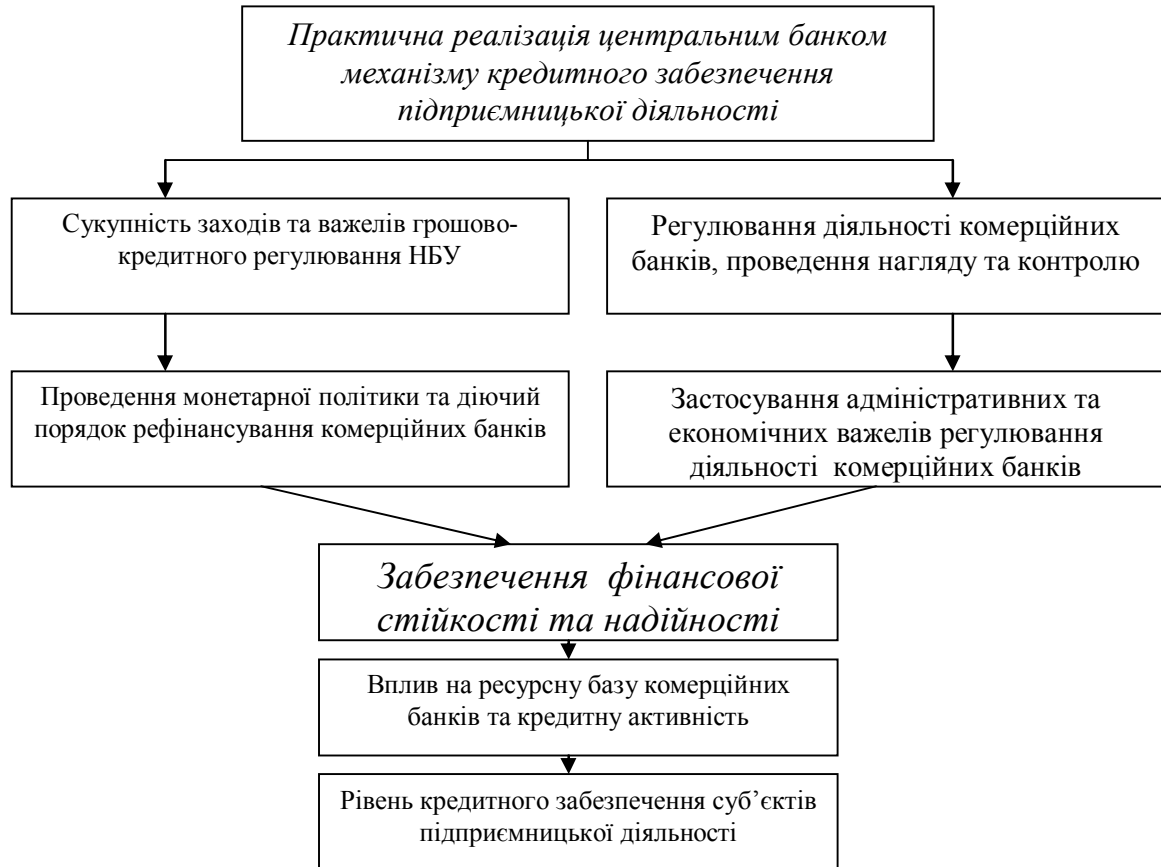 Практична реалізація центральним банком
механізму кредитного забезпечення
підприємницької діяльності
Сукупність заходів та важелів грошово-
кредитного регулювання НБУ
Регулювання діяльності комерційних
банків, проведення нагляду та контролю
Проведення монетарної політики та діючий
порядок рефінансування комерційних банків
Застосування адміністративних та
економічних важелів регулювання
діяльності комерційних банків
Забезпечення фінансової
стійкості та надійності
Вплив на ресурсну базу комерційних
банків та кредитну активність
Рівень кредитного забезпечення суб’єктів
підприємницької діяльності